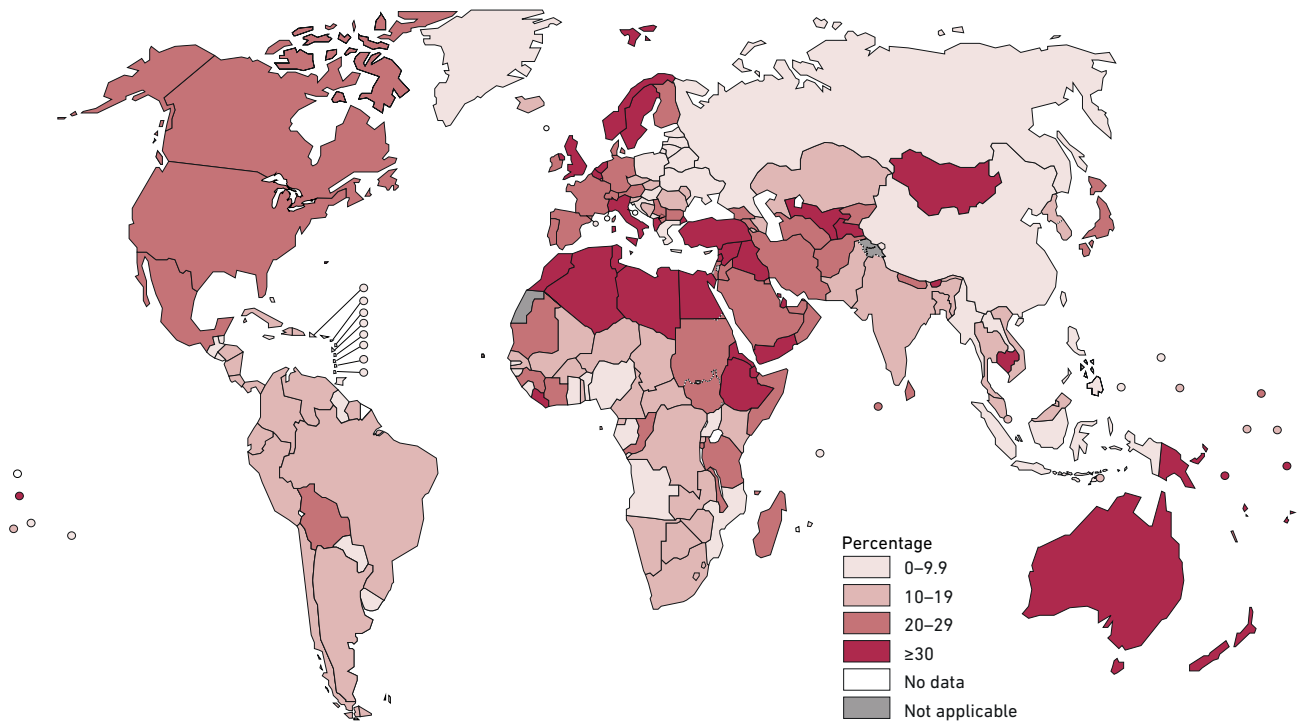 Percentage
0–9.9
10–19
20–29
≥30
No data
Not applicable